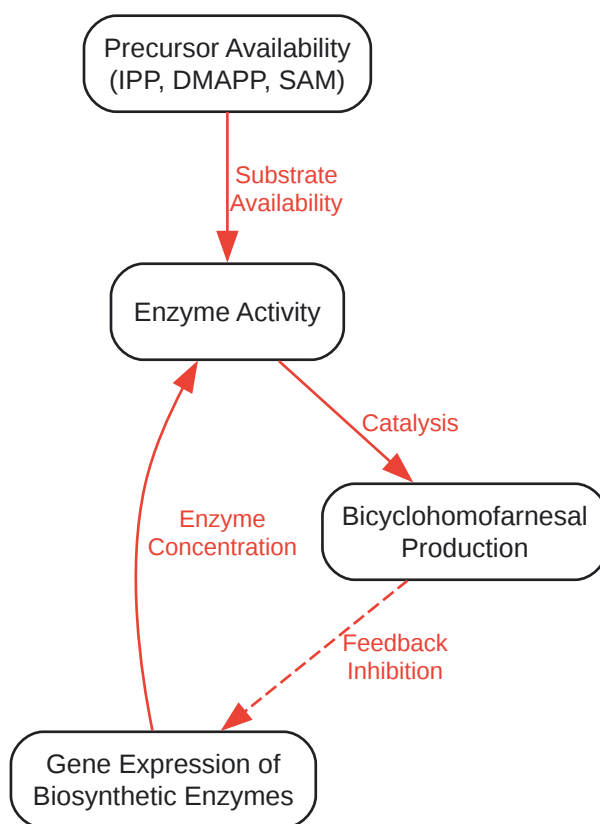 Precursor Availability
(IPP, DMAPP, SAM)
Substrate
Availability
Enzyme Activity
Catalysis
Bicyclohomofarnesal
Production
Enzyme
Concentration
Feedback
Inhibition
Gene Expression of
Biosynthetic Enzymes